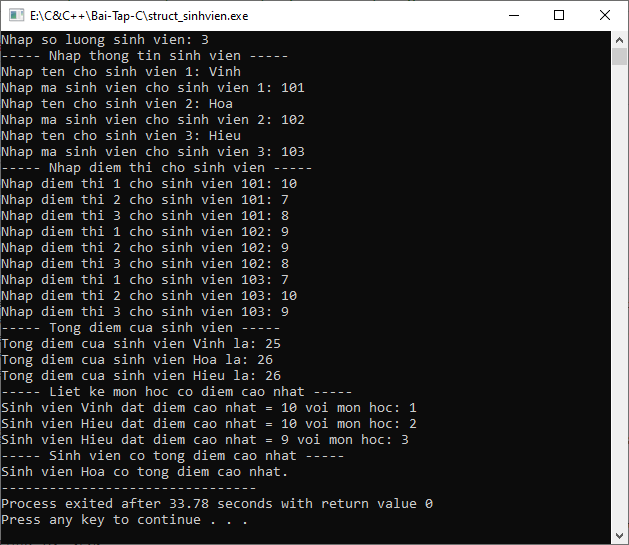 E:\C&C++\Bai-Tap-C\struct_sinhvien.exe
Nhap so luong sinh vien: 3
----- Nhap thong tin sinh vien -----
Nhap ten cho sinh vien 1: Vinh
Nhap ma sinh vien cho sinh vien 1: 101
Nhap ten cho sinh vien 2: Hoa
Nhap ma sinh vien cho sinh vien 2: 102
Nhap ten cho sinh vien 3: Hieu
Nhap ma sinh vien cho sinh vien 3: 103
----- Nhap diem thi cho sinh vien -----
Nhap diem thi 1 cho sinh vien 101: 10
Nhap diem thi 2 cho sinh vien 101: 7
Nhap diem thi 3 cho sinh vien 101: 8
Nhap diem thi 1 cho sinh vien 102: 9
Nhap diem thi 2 cho sinh vien 102: 9
Nhap diem thi 3 cho sinh vien 102: 8
Nhap diem thi 1 cho sinh vien 103: 7
Nhap diem thi 2 cho sinh vien 103: 10
Nhap diem thi 3 cho sinh vien 103: 9
----- Tong diem cua sinh vien -----
Tong diem cua sinh vien Vinh la: 25
Tong diem cua sinh vien Hoa la: 26
Tong diem cua sinh vien Hieu la: 26
----- Liet ke mon hoc co diem cao nhat -----
Sinh vien Vinh dat diem cao nhat = 10 voi mon hoc: 1
Sinh vien Hieu dat diem cao nhat = 10 voi mon hoc: 2
Sinh vien Hieu dat diem cao nhat = 9 voi mon hoc: 3
----- Sinh vien co tong diem cao nhat -----
Sinh vien Hoa co tong diem cao nhat.
--------------------------------
Process exited after 33.78 seconds with return value 0
Press any key to continue . . .